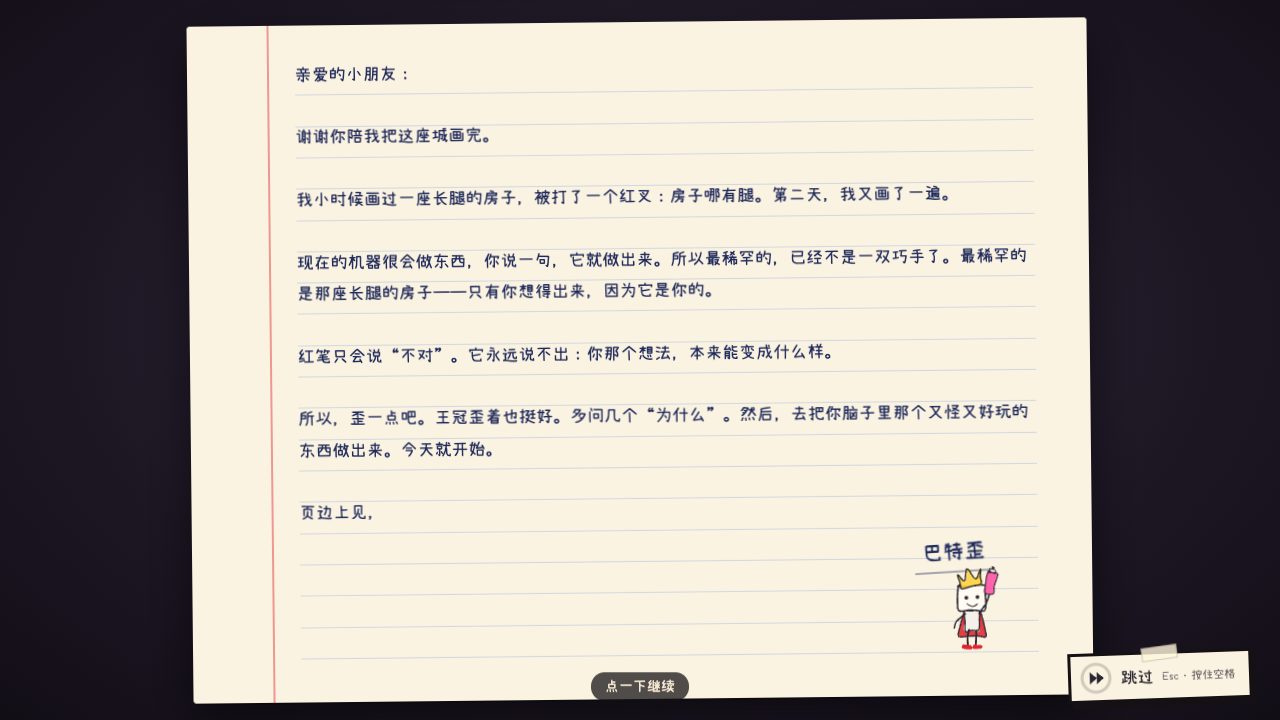 亲爱的小朋友：
谢谢你陪我把这座城画完。
我小时候画过一座长腿的房子，被打了一个红叉：房子哪有腿。第二天，我又画了一遍。
现在的机器很会做东西，你说一句，它就做出来。所以最稀罕的，已经不是一双巧手了。最稀罕的
是那座长腿的房子——只有你想得出来，因为它是你的。
红笔只会说“不对”。它永远说不出：你那个想法，本来能变成什么样。
所以，歪一点吧。王冠歪着也挺好。多问几个“为什么”。然后，去把你脑子里那个又怪又好玩的
东西做出来。今天就开始。
页边上见，
巴特歪
点一下继续
跳过 Esc · 按住空格